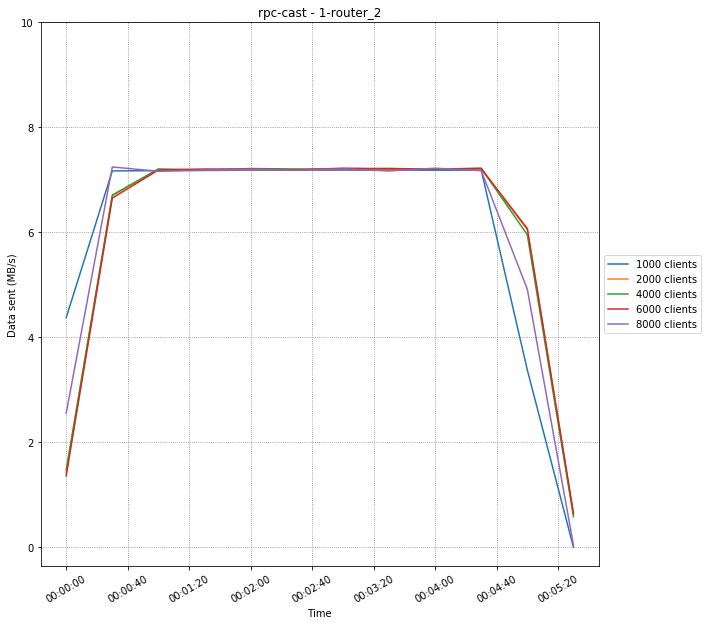 rpc-cast - 1-router_2
10
8
6
4
2
0
Data sent (MB/s)
00:00:00
00:00:40
00:01:20
00:02:00
00:02:40
00:03:20
00:04:00
00:04:40
00:05:20
Time
1000 clients
2000 clients
4000 clients
6000 clients
8000 clients